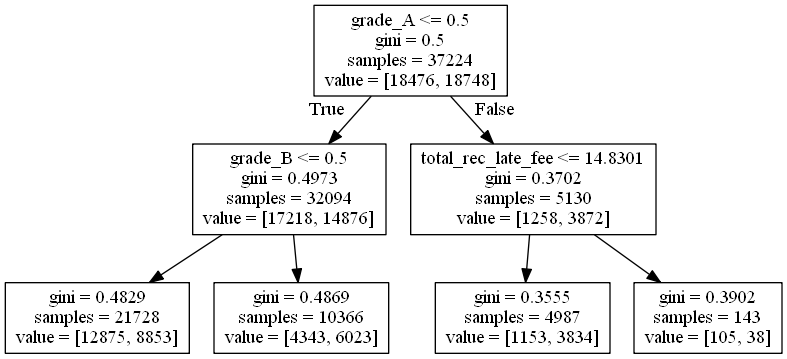 grade_A <= 0.5
gini = 0.5
samples = 37224
value = [18476, 18748]
True
False
grade_B <= 0.5
gini = 0.4973
samples = 32094
value = [17218, 14876]
total_rec_late_fee <= 14.8301
gini = 0.3702
samples = 5130
value = [1258, 3872]
gini = 0.4829
samples = 21728
value = [12875, 8853]
gini = 0.4869
samples = 10366
value = [4343, 6023]
gini = 0.3555
samples = 4987
value = [1153, 3834]
gini = 0.3902
samples = 143
value = [105, 38]